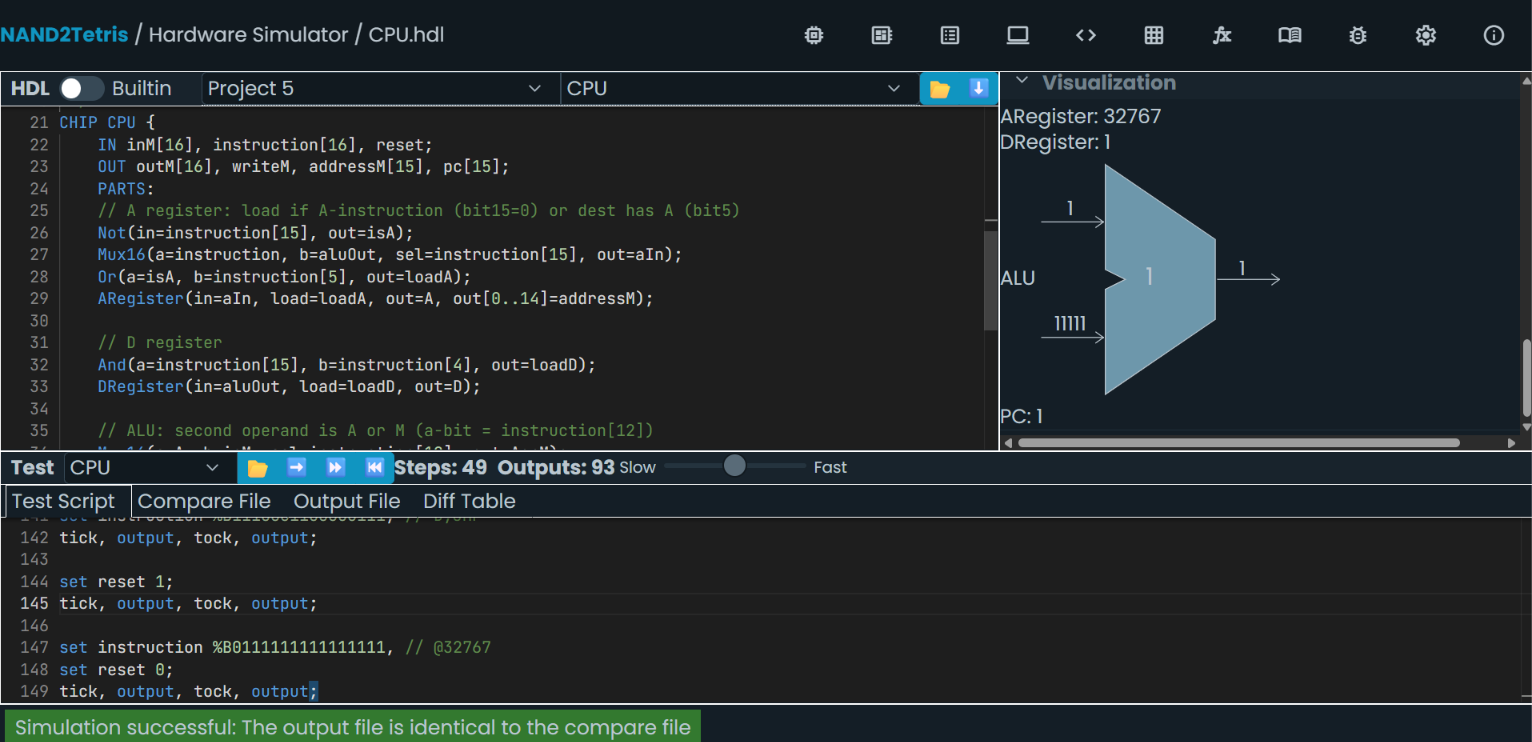 NAND2Tetris / Hardware Simulator / CPU.hdl
HDL Builtin Project 5 CPU
21 CHIP CPU {
22 IN inM[16], instruction[16], reset;
23 OUT outM[16], writeM, addressM[15], pc[15];
24 PARTS:
25 // A register: load if A-instruction (bit15=0) or dest has A (bit5)
26 Not(in=instruction[15], out=isA);
27 Mux16(a=instruction, b=aluOut, sel=instruction[15], out=aIn);
28 Or(a=isA, b=instruction[5], out=loadA);
29 ARegister(in=aIn, load=loadA, out=A, out[0..14]=addressM);
30
31 // D register
32 And(a=instruction[15], b=instruction[4], out=loadD);
33 DRegister(in=aluOut, load=loadD, out=D);
34
35 // ALU: second operand is A or M (a-bit = instruction[12])
Visualization
ARegister: 32767
DRegister: 1
1
ALU
1
1
11111
PC: 1
Test CPU Steps: 49 Outputs: 93 Slow Fast
Test Script Compare File Output File Diff Table
142 tick, output, tock, output;
143
144 set reset 1;
145 tick, output, tock, output;
146
147 set instruction %B0111111111111111, // @32767
148 set reset 0;
149 tick, output, tock, output;
Simulation successful: The output file is identical to the compare file